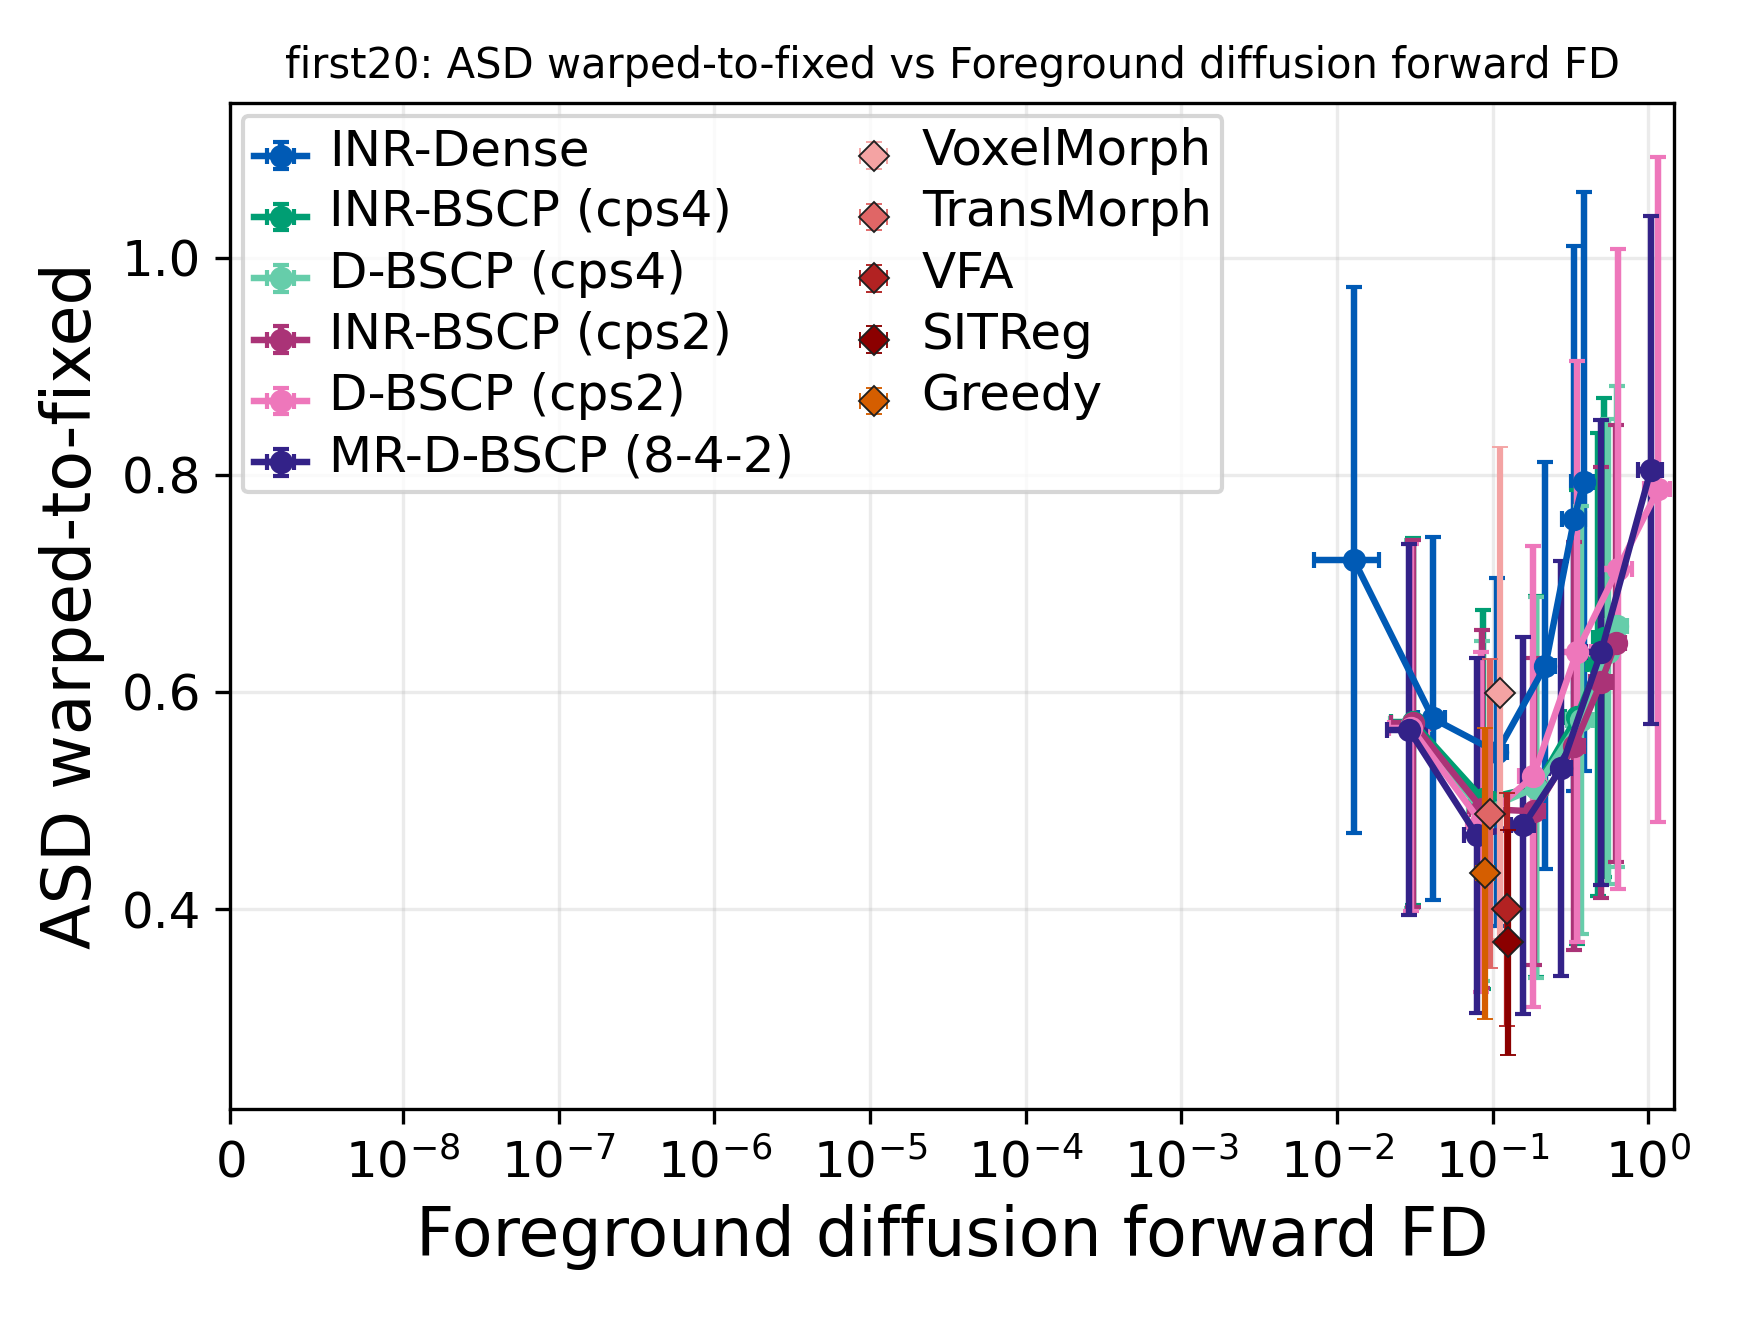 first20: ASD warped-to-fixed vs Foreground diffusion forward FD
INR-Dense
INR-BSCP (cps4)
D-BSCP (cps4)
INR-BSCP (cps2)
D-BSCP (cps2)
MR-D-BSCP (8-4-2)
VoxelMorph
TransMorph
VFA
SITReg
Greedy
ASD warped-to-fixed
1.0
0.8
0.6
0.4
0 10⁻⁸ 10⁻⁷ 10⁻⁶ 10⁻⁵ 10⁻⁴ 10⁻³ 10⁻² 10⁻¹ 10⁰
Foreground diffusion forward FD